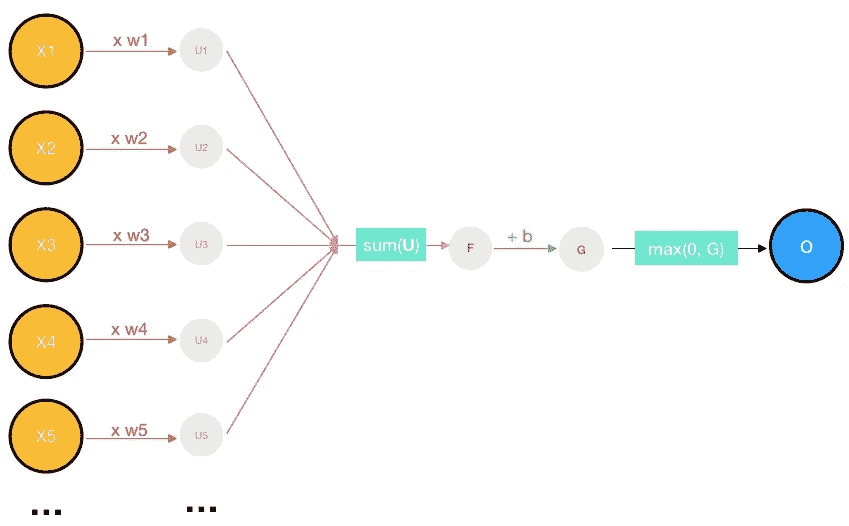 X1 x w1 U1
X2 x w2 U2
X3 x w3 U3
sum(U) F + b G max(0, G) O
X4 x w4 U4
X5 x w5 U5
... ...